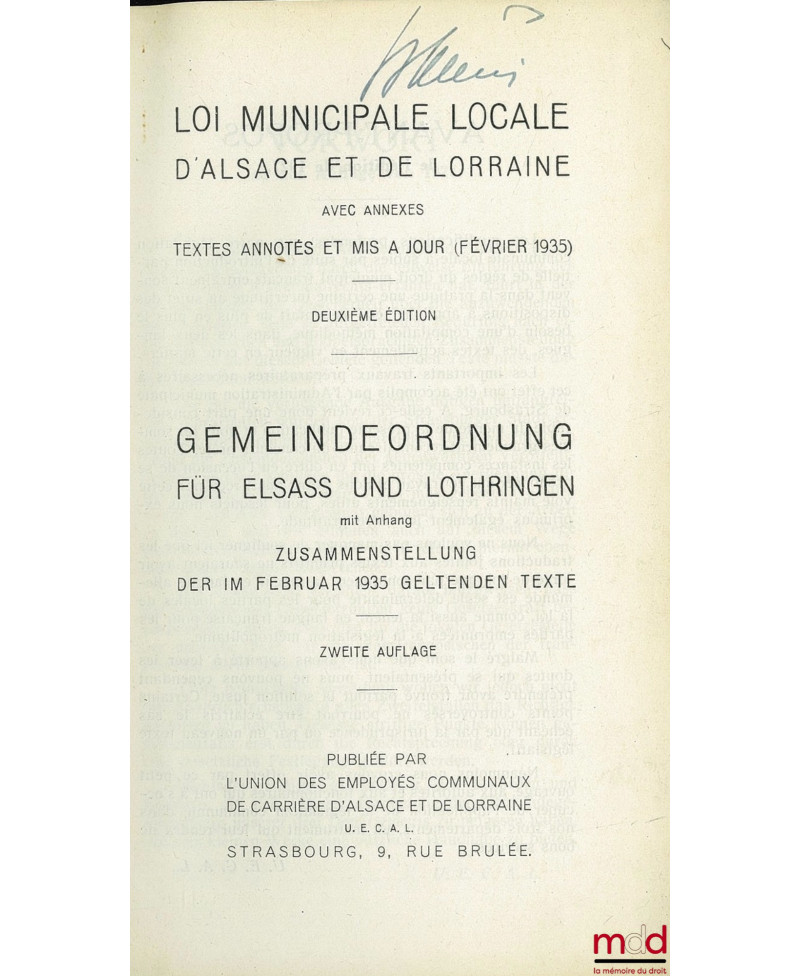 LOI MUNICIPALE LOCALE
D'ALSACE ET DE LORRAINE
AVEC ANNEXES
TEXTES ANNOTÉS ET MIS A JOUR (FÉVRIER 1935)
DEUXIÈME ÉDITION
GEMEINDEORDNUNG
FÜR ELSASS UND LOTHRINGEN
mit Anhang
ZUSAMMENSTELLUNG
DER IM FEBRUAR 1935 GELTENDEN TEXTE
ZWEITE AUFLAGE
PUBLIÉE PAR
L'UNION DES EMPLOYÉS COMMUNAUX
DE CARRIÈRE D'ALSACE ET DE LORRAINE
U. E. C. A. L.
STRASBOURG, 9, RUE BRULÉE.
mdd
la mémoire du droit